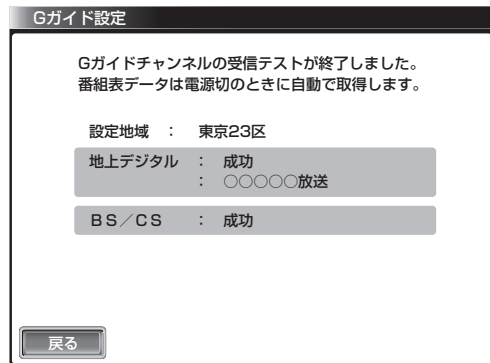 Gガイド設定
Gガイドチャンネルの受信テストが終了しました。
番組表データは電源切のときに自動で取得します。
設定地域 : 東京23区
地上デジタル : 成功
: ○○○○○放送
BS/CS : 成功
戻る